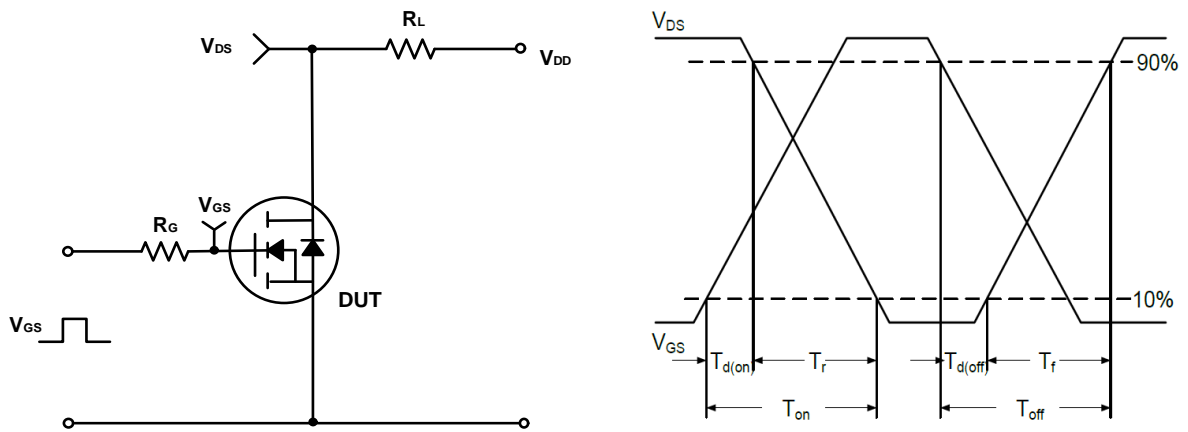 RL
VDS
VDD
VGS
RG
DUT
VGS
VDS
90%
10%
VGS
Td(on)
Tr
Td(off)
Tf
Ton
Toff